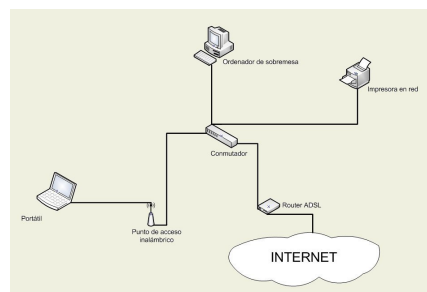 Ordenador de sobremesa
Impresora en red
Conmutador
Portátil
Punto de acceso
inalámbrico
Router ADSL
INTERNET